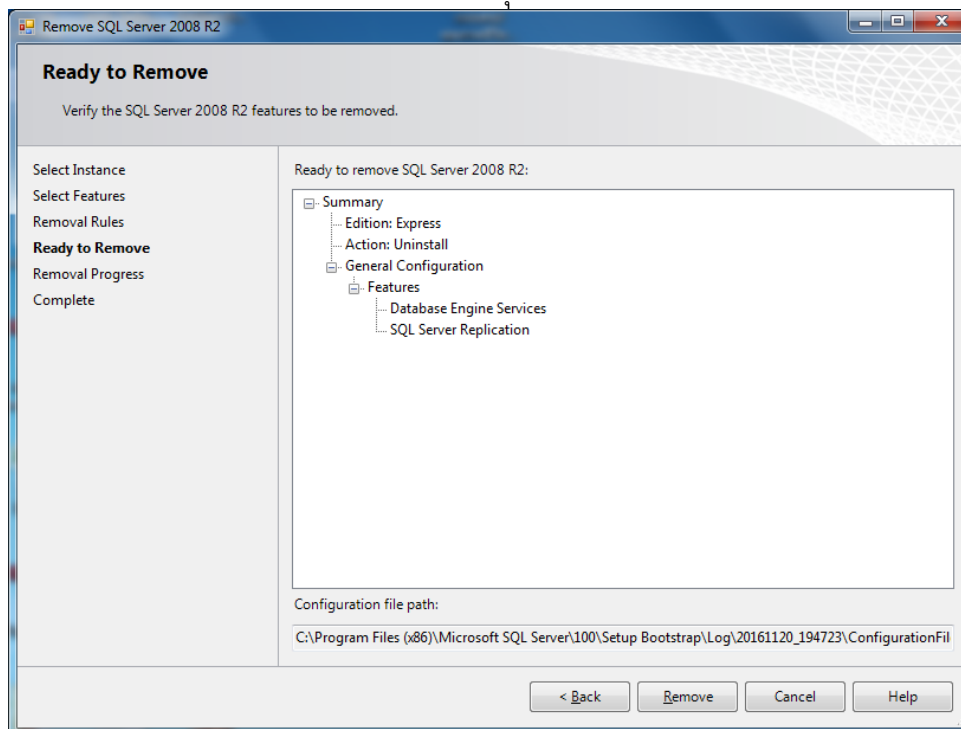 Remove SQL Server 2008 R2
Ready to Remove
Verify the SQL Server 2008 R2 features to be removed.
Select Instance
Select Features
Removal Rules
Ready to Remove
Removal Progress
Complete
Ready to remove SQL Server 2008 R2:
Summary
Edition: Express
Action: Uninstall
General Configuration
Features
Database Engine Services
SQL Server Replication
Configuration file path:
C:\Program Files (x86)\Microsoft SQL Server\100\Setup Bootstrap\Log\20161120_194723\ConfigurationFil
< Back
Remove
Cancel
Help